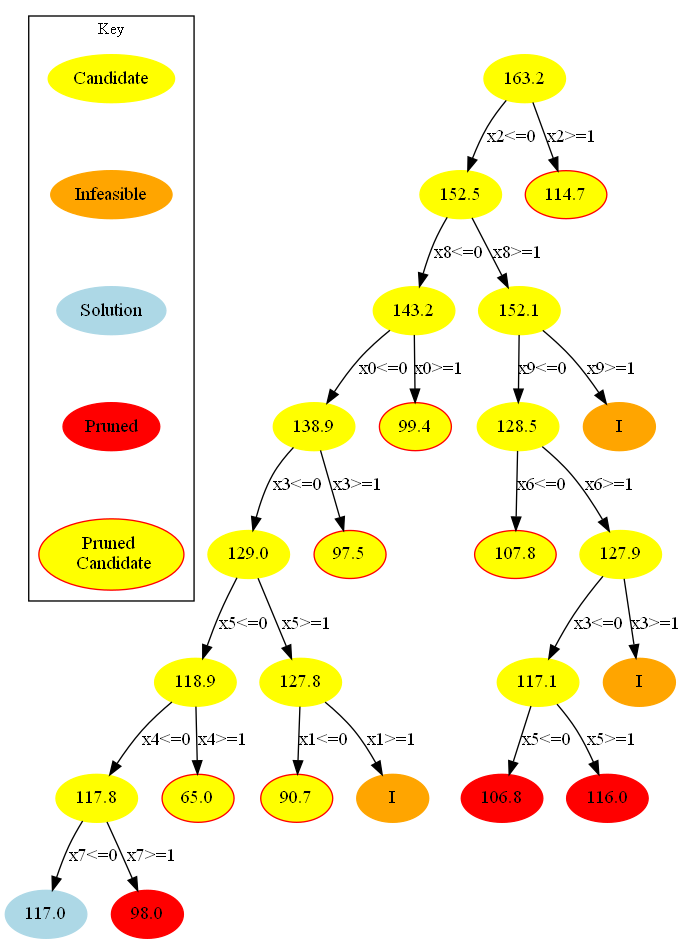 Key
Candidate
Infeasible
Solution
Pruned
Pruned
Candidate
163.2
x2<=0
x2>=1
152.5
114.7
x8<=0
x8>=1
143.2
152.1
x0<=0
x0>=1
x9<=0
x9>=1
138.9
99.4
128.5
I
x3<=0
x3>=1
x6<=0
x6>=1
129.0
97.5
107.8
127.9
x5<=0
x5>=1
x3<=0
x3>=1
118.9
127.8
117.1
I
x4<=0
x4>=1
x1<=0
x1>=1
x5<=0
x5>=1
117.8
65.0
90.7
I
106.8
116.0
x7<=0
x7>=1
117.0
98.0